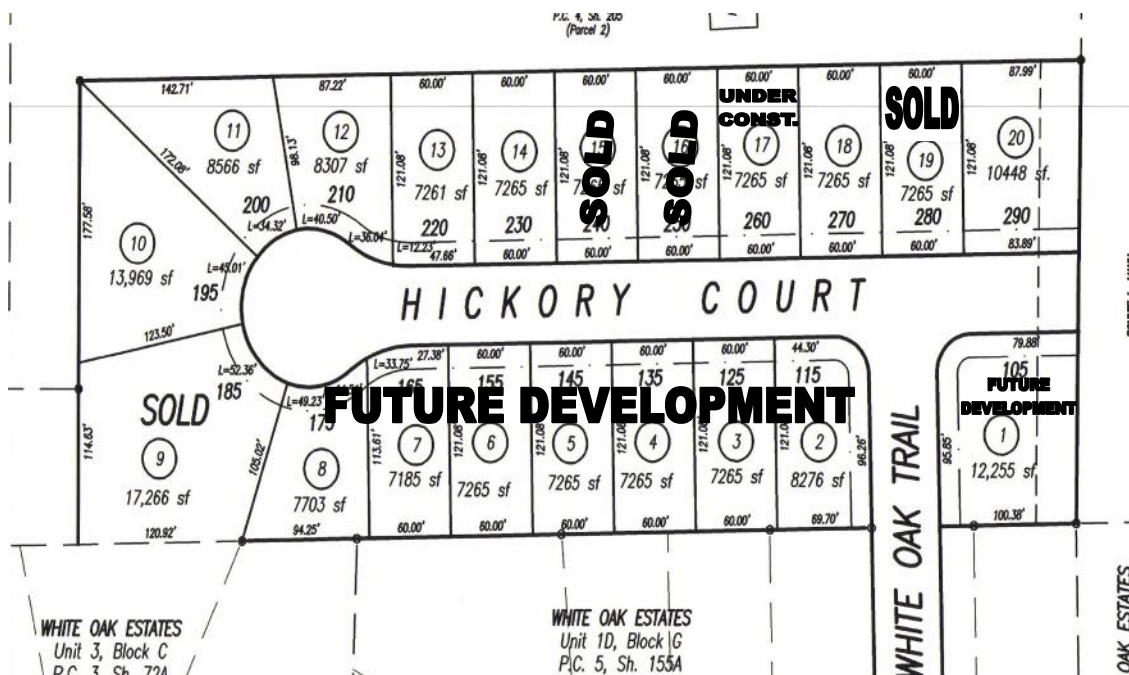 P.C. 4, Sh. 205
(Parcel 2)
142.71' 87.22' 60.00' 60.00' 60.00' 60.00' 60.00' 60.00' 60.00' 87.99'
UNDER CONST.
SOLD
SOLD
SOLD
11 12 13 14 15 16 17 18 19 20
8566 sf 8307 sf 7261 sf 7265 sf 7265 sf 7265 sf 7265 sf 10448 sf.
172.08' 98.13' 121.08' 121.08' 121.08' 121.08' 121.08' 121.08' 121.08' 121.08'
200 210 220 230 240 250 260 270 280 290
L=34.32' L=40.50' L=36.04' L=12.23'
47.66' 60.00' 60.00' 60.00' 60.00' 60.00' 60.00' 83.89'
177.58'
10
13,969 sf
L=45.01'
195
HICKORY COURT
123.50'
L=52.36'
185
L=49.23'
L=33.75' 27.38' 60.00' 60.00' 60.00' 60.00' 44.30' 79.88'
165 155 145 135 125 115 105
175
FUTURE DEVELOPMENT
FUTURE
DEVELOPMENT
SOLD
9
17,266 sf
114.63'
105.02'
113.61' 121.08' 121.08' 121.08' 121.08' 121.08' 96.26' 95.85'
8 7 6 5 4 3 2 1
7703 sf 7185 sf 7265 sf 7265 sf 7265 sf 7265 sf 8276 sf 12,255 sf
120.92' 94.25' 60.00' 60.00' 60.00' 60.00' 60.00' 69.70' 100.38'
WHITE OAK TRAIL
WHITE OAK ESTATES
Unit 3, Block C
P.C. 3, Sh. 72A
WHITE OAK ESTATES
Unit 1D, Block G
P.C. 5, Sh. 155A
OAK ESTATES